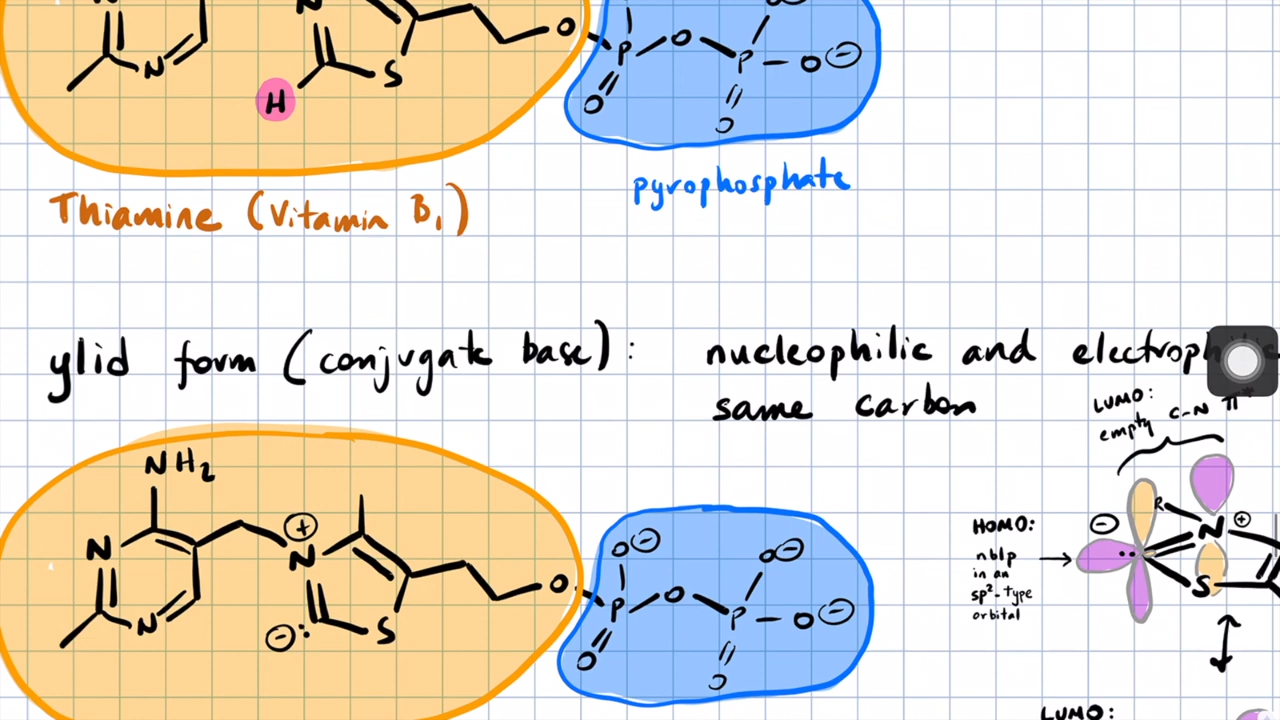 N
N
H
S
O
P
O
P
O⊖
O
O
Thiamine (Vitamin B₁)
pyrophosphate
ylid form (conjugate base):
nucleophilic and
same carbon
LUMO:
empty C-N π*
NH₂
N
N
⊕
N
⊖:
S
O
O⊖
P
O
O
O⊖
P
O⊖
O
HOMO:
nblp
in an
sp²-type
orbital
⊖
R
N⊕
S
LUMO: